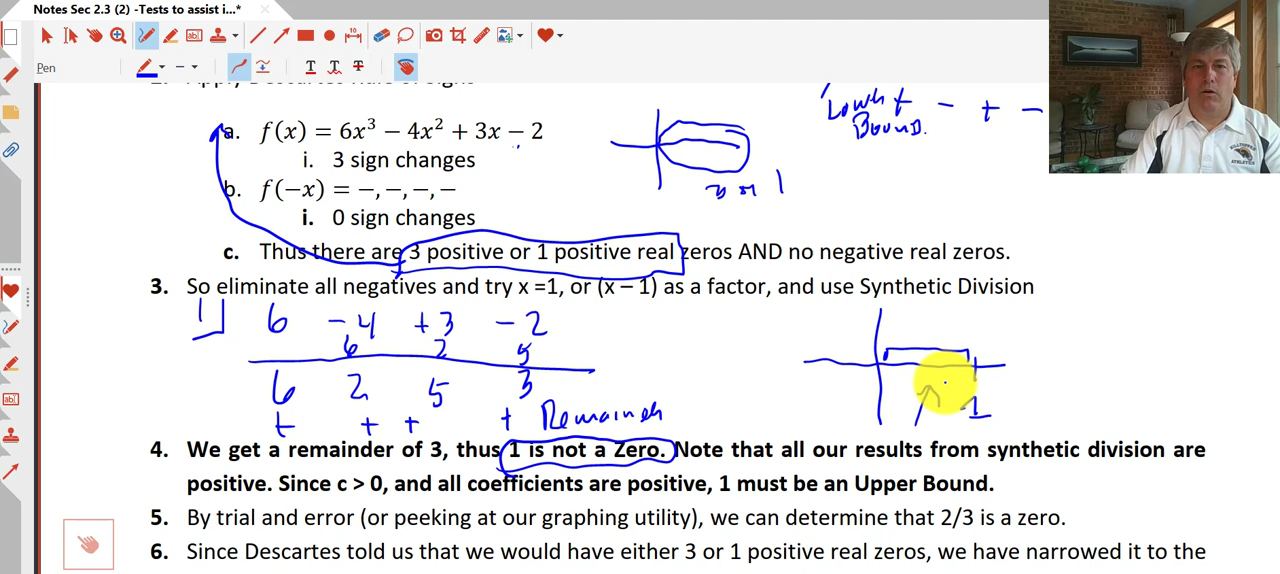 Notes Sec 2.3 (2) -Tests to assist i...*
Pen
a. f(x) = 6x³ − 4x² + 3x − 2
i. 3 sign changes
b. f(−x) = −, −, −, −
i. 0 sign changes
c. Thus there are 3 positive or 1 positive real zeros AND no negative real zeros.
Bound.
+ - + -
3 or 1
3. So eliminate all negatives and try x =1, or (x – 1) as a factor, and use Synthetic Division
1 6 -4 +3 -2
6 2 5
6 2 5 3
+ + + + Remainder
1
4. We get a remainder of 3, thus 1 is not a Zero. Note that all our results from synthetic division are
positive. Since c > 0, and all coefficients are positive, 1 must be an Upper Bound.
5. By trial and error (or peeking at our graphing utility), we can determine that 2/3 is a zero.
6. Since Descartes told us that we would have either 3 or 1 positive real zeros, we have narrowed it to the